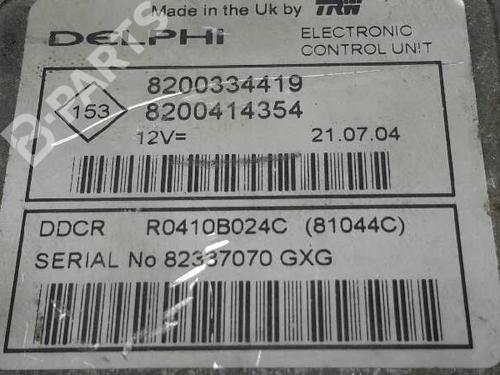 Made in the Uk by TRW
DELPHI
ELECTRONIC
CONTROL UNIT
8200334419
153
8200414354
12V=
21.07.04
DDCR R0410B024C (81044C)
SERIAL No 82337070 GXG
B-PARTS